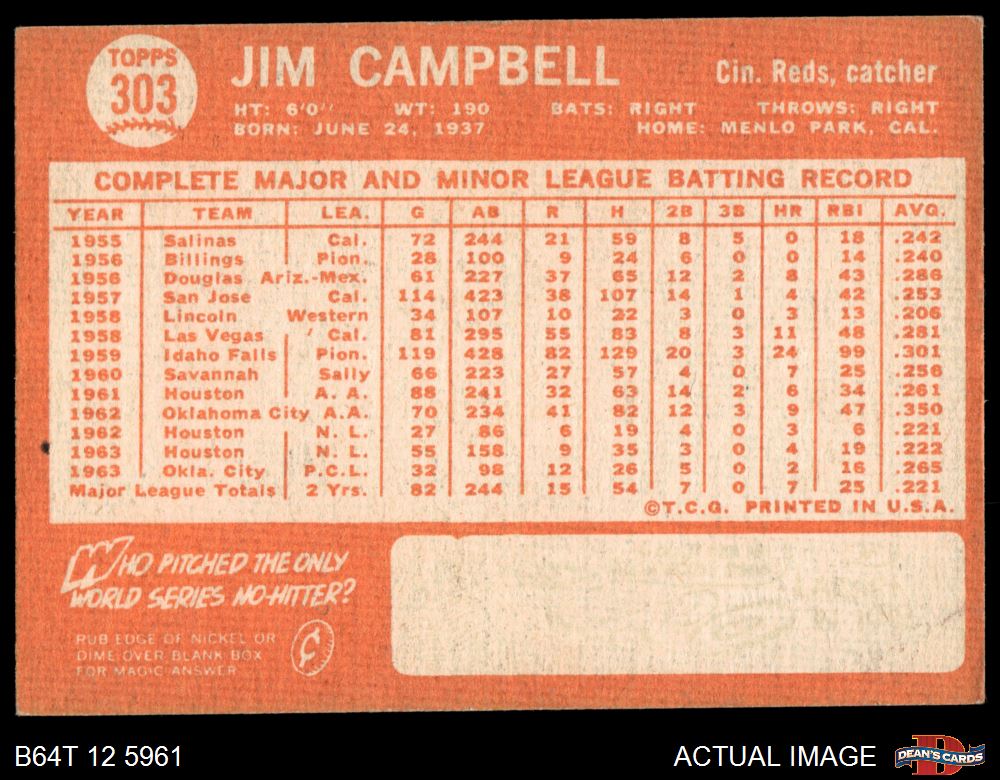 TOPPS
303
JIM CAMPBELL
Cin. Reds, catcher
HT: 6'0" WT: 190 BATS: RIGHT THROWS: RIGHT
BORN: JUNE 24, 1937 HOME: MENLO PARK, CAL.
COMPLETE MAJOR AND MINOR LEAGUE BATTING RECORD
YEAR TEAM LEA. G AB R H 2B 3B HR RBI AVG.
1955 Salinas Cal. 72 244 21 59 8 5 0 18 .242
1956 Billings Pion. 28 100 9 24 6 0 0 14 .240
1956 Douglas Ariz.-Mex. 61 227 37 65 12 2 8 43 .286
1957 San Jose Cal. 114 423 38 107 14 1 4 42 .253
1958 Lincoln Western 34 107 10 22 3 0 3 13 .206
1958 Las Vegas Cal. 81 295 55 83 8 3 11 48 .281
1959 Idaho Falls Pion. 119 428 82 129 20 3 24 99 .301
1960 Savannah Sally 66 223 27 57 4 0 7 25 .256
1961 Houston A. A. 88 241 32 63 14 2 6 34 .261
1962 Oklahoma City A.A. 70 234 41 82 12 3 9 47 .350
1962 Houston N. L. 27 86 6 19 4 0 3 6 .221
1963 Houston N. L. 55 158 9 35 3 0 4 19 .222
1963 Okla. City P.C.L. 32 98 12 26 5 0 2 16 .265
Major League Totals 2 Yrs. 82 244 15 54 7 0 7 25 .221
©T.C.G. PRINTED IN U.S.A.
WHO PITCHED THE ONLY
WORLD SERIES NO-HITTER?
RUB EDGE OF NICKEL OR
DIME OVER BLANK BOX
FOR MAGIC ANSWER
B64T 12 5961
ACTUAL IMAGE
DEAN'S CARDS